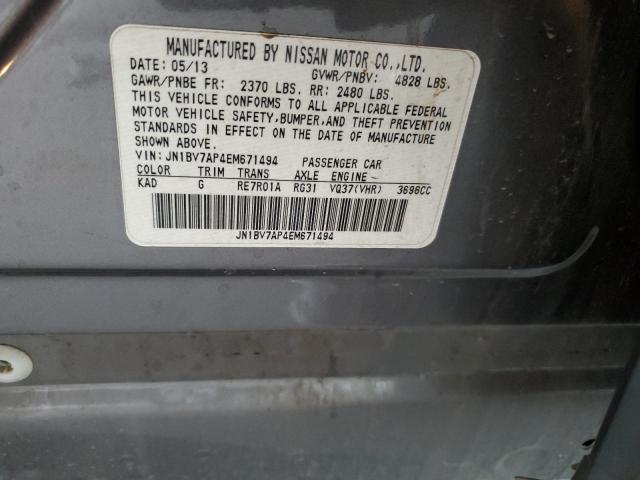 MANUFACTURED BY NISSAN MOTOR CO.,LTD.
DATE: 05/13 GVWR/PNBV: 4828 LBS.
GAWR/PNBE FR: 2370 LBS. RR: 2480 LBS.
THIS VEHICLE CONFORMS TO ALL APPLICABLE FEDERAL
MOTOR VEHICLE SAFETY,BUMPER,AND THEFT PREVENTION
STANDARDS IN EFFECT ON THE DATE OF MANUFACTURE
SHOWN ABOVE.
VIN: JN1BV7AP4EM671494 PASSENGER CAR
COLOR TRIM TRANS AXLE ENGINE
KAD G RE7R01A RG31 VQ37(VHR) 3696CC
JN1BV7AP4EM671494